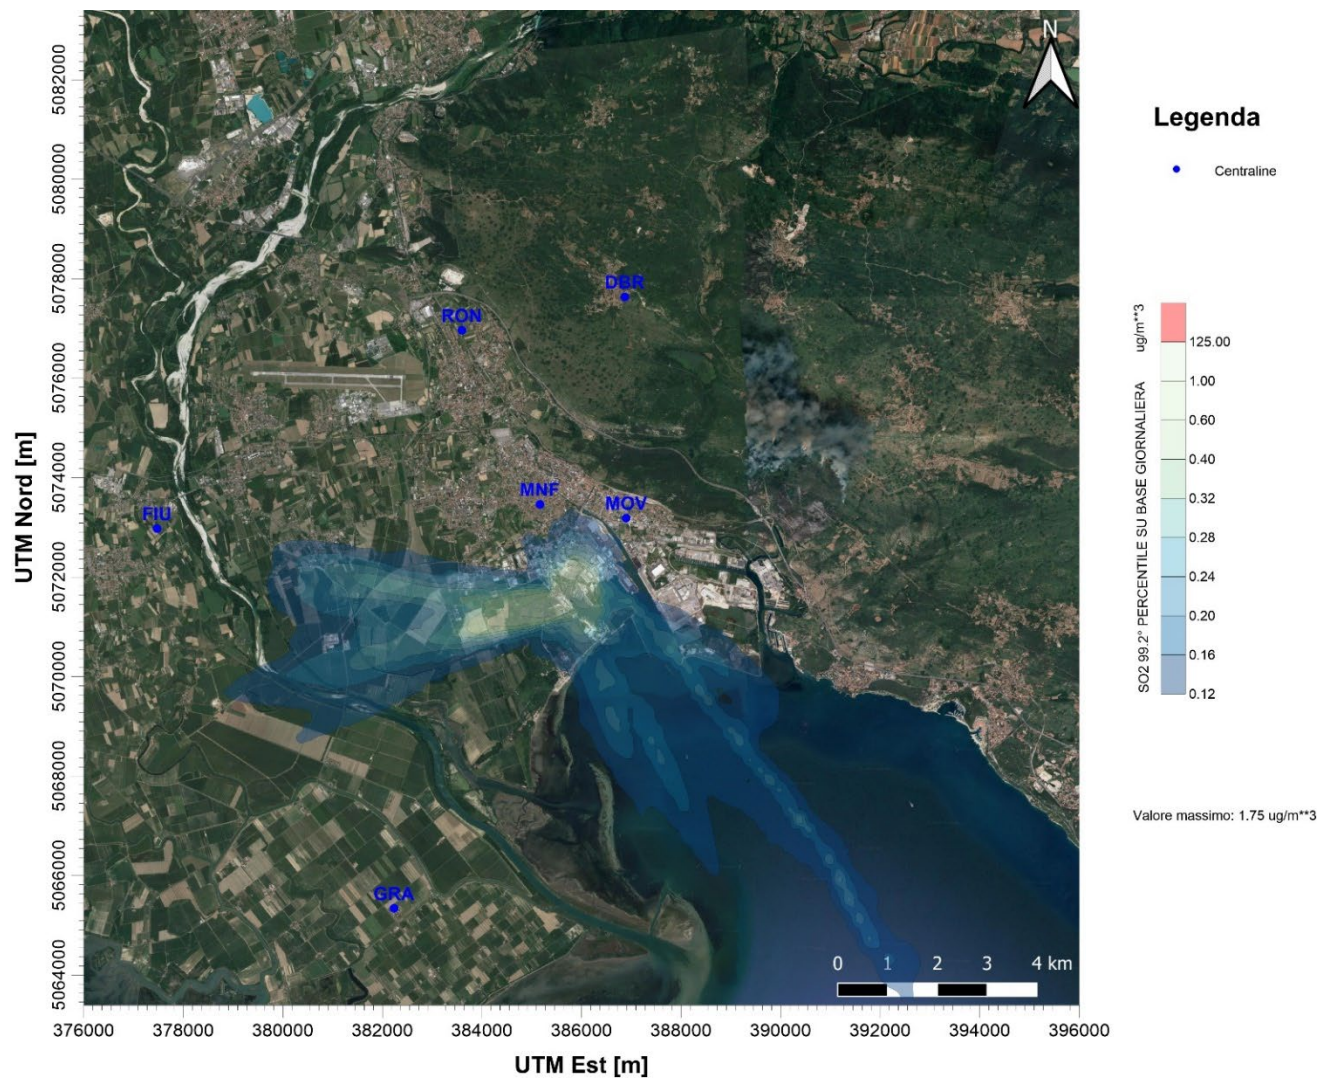 N
Legenda
Centraline
DBR
RON
MNF
MOV
FIU
GRA
5082000
5080000
5078000
5076000
5074000
5072000
5070000
5068000
5066000
5064000
UTM Nord [m]
376000 378000 380000 382000 384000 386000 388000 390000 392000 394000 396000
UTM Est [m]
0 1 2 3 4 km
SO2 99.2° PERCENTILE SU BASE GIORNALIERA ug/m**3
125.00
1.00
0.60
0.40
0.32
0.28
0.24
0.20
0.16
0.12
Valore massimo: 1.75 ug/m**3